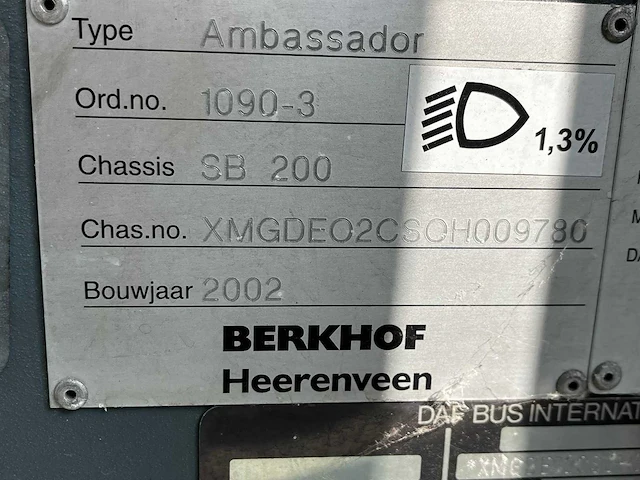 Type Ambassador
Ord.no. 1090-3
1,3%
Chassis SB 200
Chas.no. XMGDE02CS0H009780
Bouwjaar 2002
BERKHOF
Heerenveen
DAF BUS INTERNAT